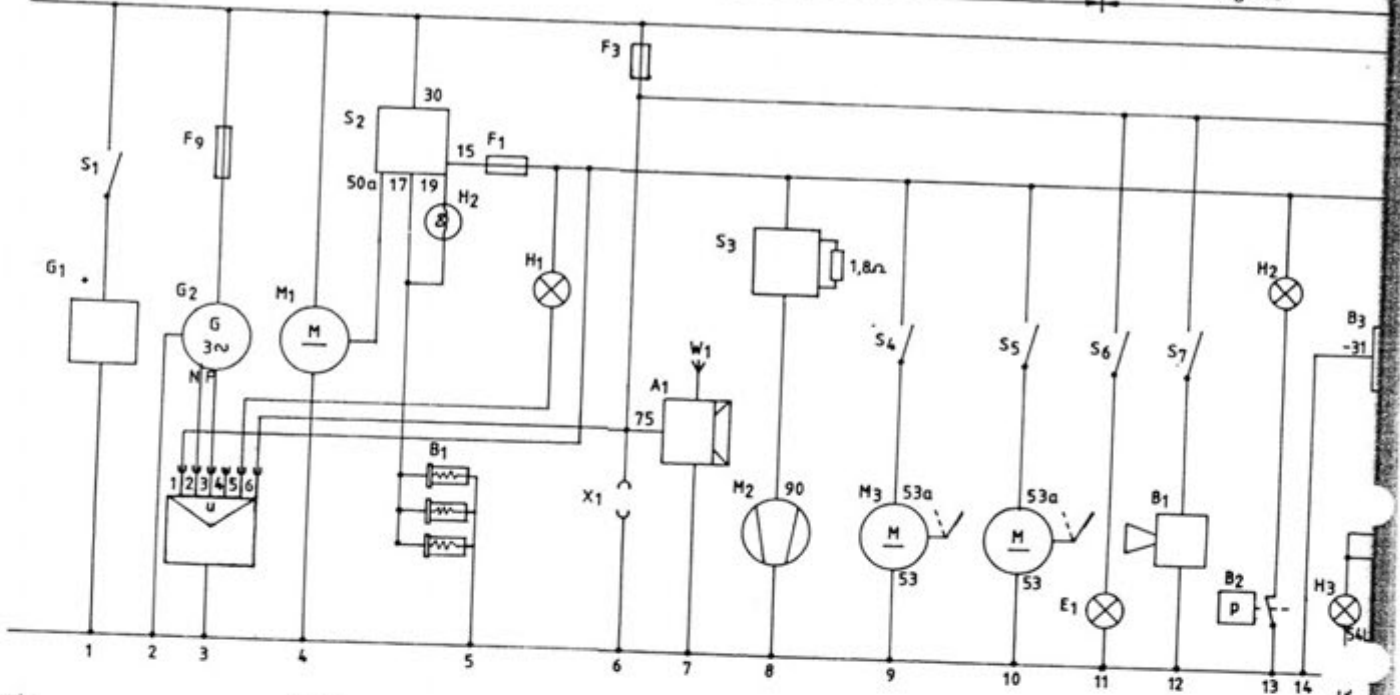 F3
30
S2
F9
15
F1
S1
50a
17
19
H2
S3
1,8Ω
G1
+
H1
H2
G2
G
3~
M1
M
S4
S5
S6
S7
B3
-31
N
P
W1
A1
75
B1
1
2
3
4
5
6
u
X1
M2
90
M3
53a
M
53
53a
M
53
B1
E1
B2
P
H3
1
2
3
4
5
6
7
8
9
10
11
12
13
14